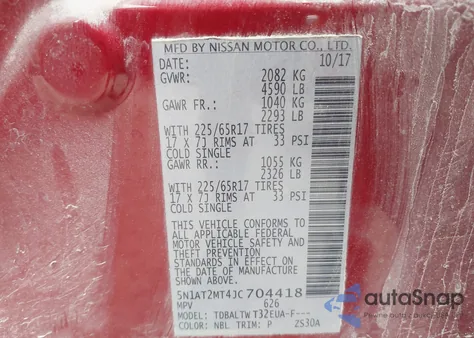 MFD BY NISSAN MOTOR CO., LTD.
DATE: 10/17
GVWR: 2082 KG
4590 LB
GAWR FR.: 1040 KG
2293 LB
WITH 225/65R17 TIRES
17 X 7J RIMS AT 33 PSI
COLD SINGLE
GAWR RR.: 1055 KG
2326 LB
WITH 225/65R17 TIRES
17 X 7J RIMS AT 33 PSI
COLD SINGLE
THIS VEHICLE CONFORMS TO
ALL APPLICABLE FEDERAL
MOTOR VEHICLE SAFETY AND
THEFT PREVENTION
STANDARDS IN EFFECT ON
THE DATE OF MANUFACTURE
SHOWN ABOVE.
5N1AT2MT4JC704418
MPV 626
MODEL: TDBALTW T32EUA-F---
COLOR: NBL TRIM: P 2S30A
autoSnap